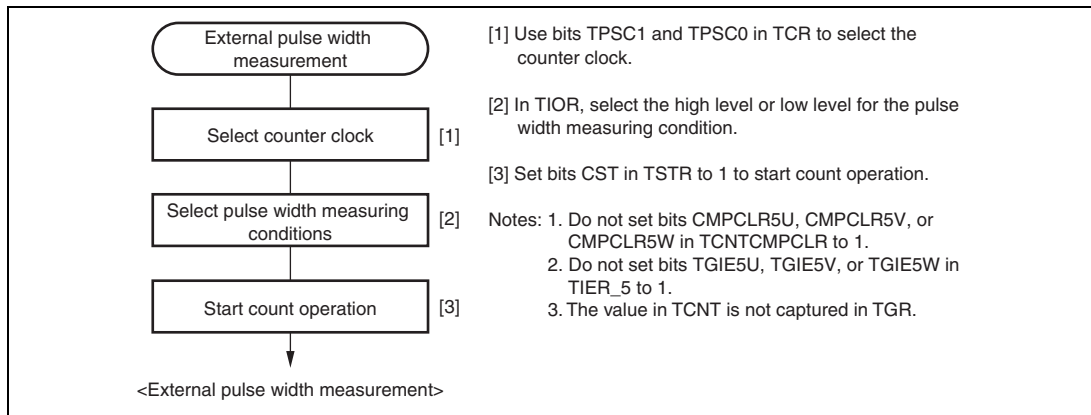 External pulse width
measurement
Select counter clock
[1]
Select pulse width measuring
conditions
[2]
Start count operation
[3]
<External pulse width measurement>
[1] Use bits TPSC1 and TPSC0 in TCR to select the
counter clock.
[2] In TIOR, select the high level or low level for the pulse
width measuring condition.
[3] Set bits CST in TSTR to 1 to start count operation.
Notes: 1. Do not set bits CMPCLR5U, CMPCLR5V, or
CMPCLR5W in TCNTCMPCLR to 1.
2. Do not set bits TGIE5U, TGIE5V, or TGIE5W in
TIER_5 to 1.
3. The value in TCNT is not captured in TGR.